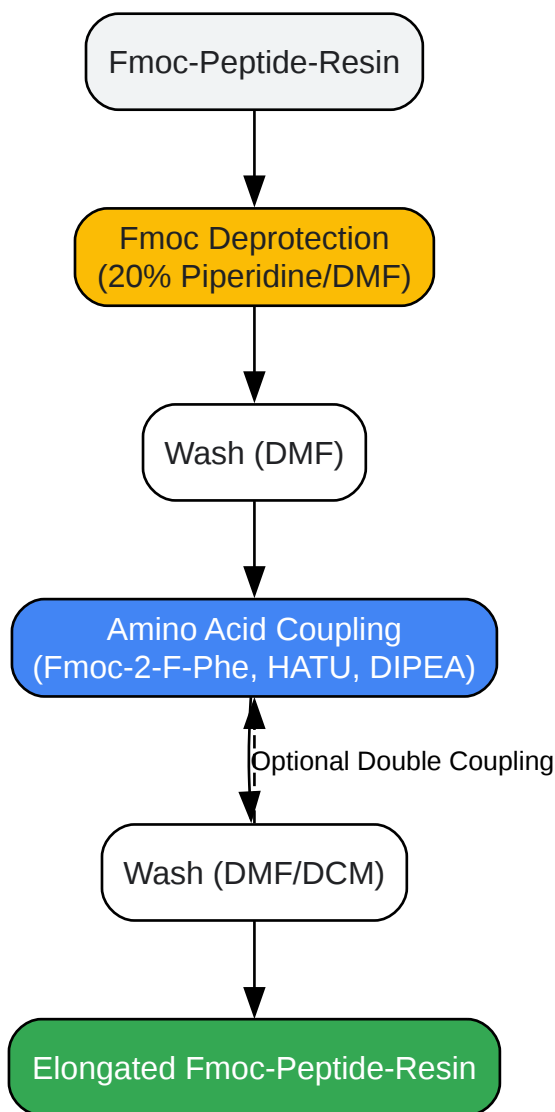 Fmoc-Peptide-Resin
Fmoc Deprotection
(20% Piperidine/DMF)
Wash (DMF)
Amino Acid Coupling
(Fmoc-2-F-Phe, HATU, DIPEA)
Optional Double Coupling
Wash (DMF/DCM)
Elongated Fmoc-Peptide-Resin